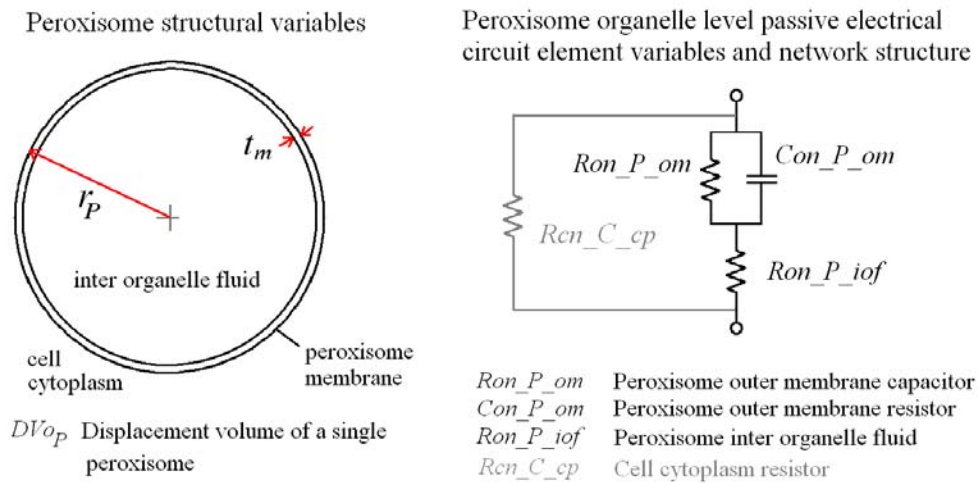 Peroxisome structural variables
t_m
r_P
inter organelle fluid
cell
cytoplasm
peroxisome
membrane
DVo_P Displacement volume of a single
peroxisome
Peroxisome organelle level passive electrical
circuit element variables and network structure
Ron_P_om
Con_P_om
Rcn_C_cp
Ron_P_iof
Ron_P_om Peroxisome outer membrane capacitor
Con_P_om Peroxisome outer membrane resistor
Ron_P_iof Peroxisome inter organelle fluid
Rcn_C_cp Cell cytoplasm resistor